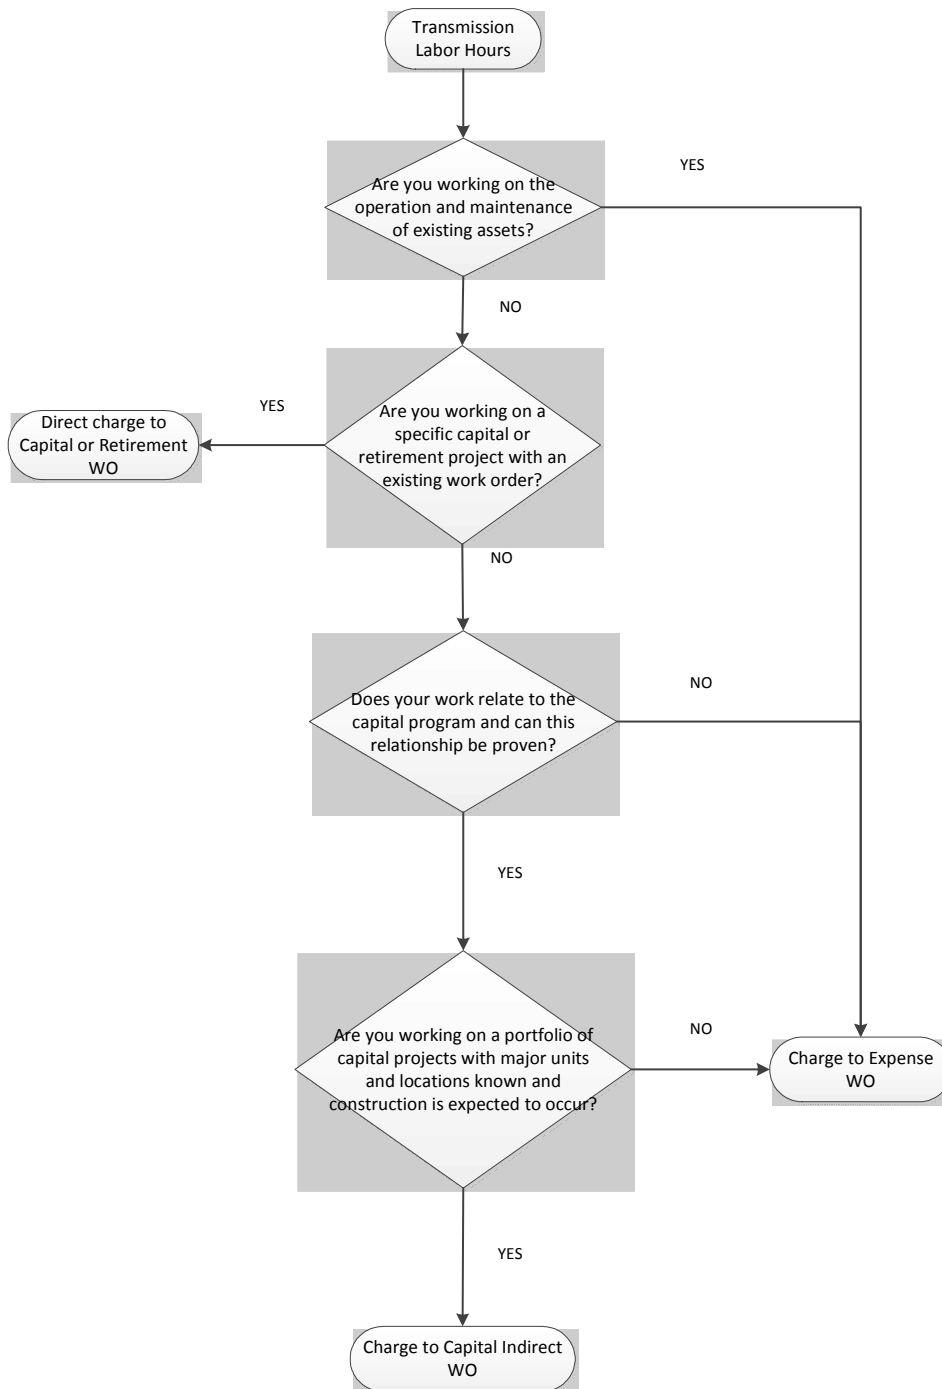 Transmission
Labor Hours
Are you working on the
operation and maintenance
of existing assets?
YES
NO
Are you working on a
specific capital or
retirement project with an
existing work order?
YES
Direct charge to
Capital or Retirement
WO
NO
Does your work relate to the
capital program and can this
relationship be proven?
NO
YES
Are you working on a portfolio of
capital projects with major units
and locations known and
construction is expected to occur?
NO
Charge to Expense
WO
YES
Charge to Capital Indirect
WO